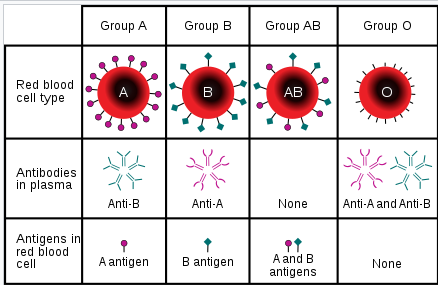 Group A Group B Group AB Group O
Red blood
cell type
A B AB O
Antibodies
in plasma
Anti-B Anti-A None Anti-A and Anti-B
Antigens in
red blood
cell
A antigen B antigen A and B
antigens None